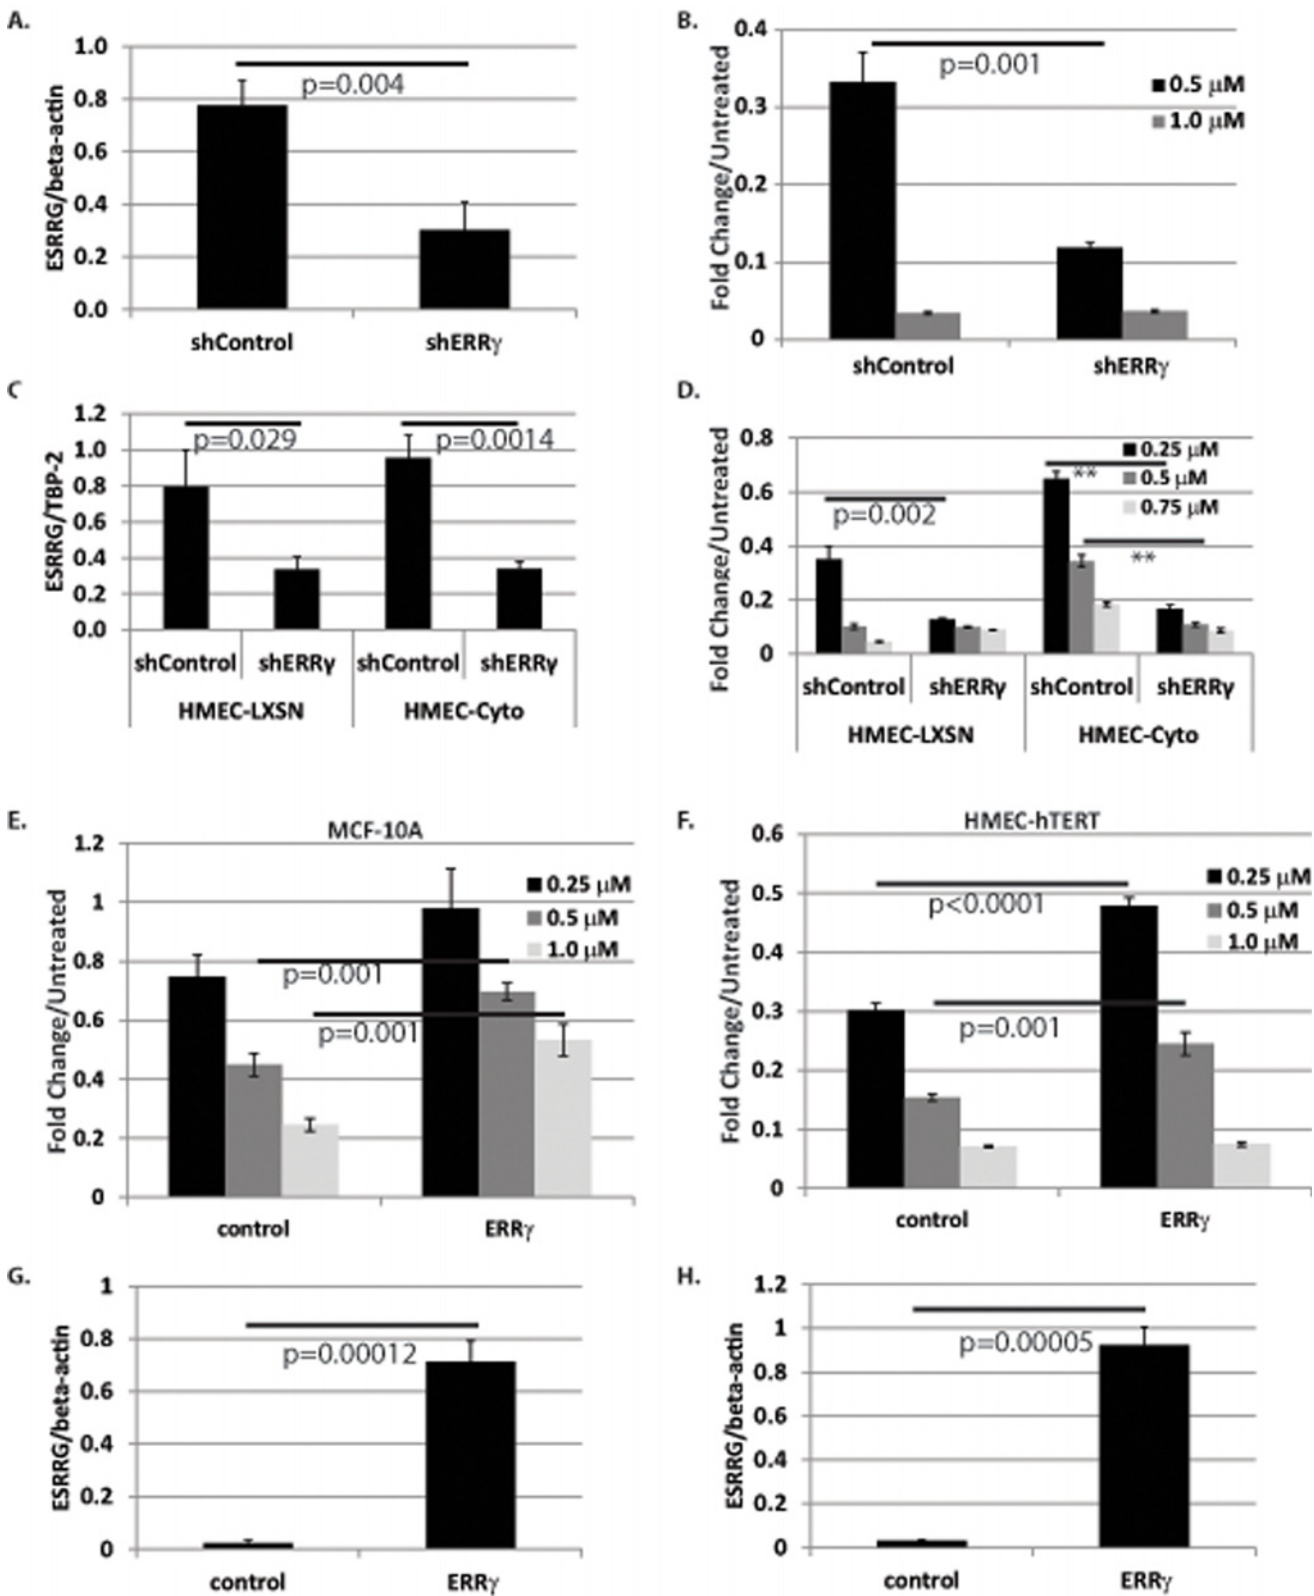 A.
ESRRG/beta-actin
1.0
0.8
0.6
0.4
0.2
0.0
p=0.004
shControl
shERRγ
B.
Fold Change/Untreated
0.4
0.3
0.2
0.1
0
p=0.001
0.5 µM
1.0 µM
shControl
shERRγ
C
ESRRG/TBP-2
1.2
1.0
0.8
0.6
0.4
0.2
0.0
p=0.029
p=0.0014
shControl shERRγ shControl shERRγ
HMEC-LXSN HMEC-Cyto
D.
Fold Change/Untreated
0.8
0.6
0.4
0.2
0
p=0.002
**
**
0.25 µM
0.5 µM
0.75 µM
shControl shERRγ shControl shERRγ
HMEC-LXSN HMEC-Cyto
E.
MCF-10A
Fold Change/Untreated
1.2
1
0.8
0.6
0.4
0.2
0
0.25 µM
0.5 µM
1.0 µM
p=0.001
p=0.001
control
ERRγ
F.
HMEC-hTERT
Fold Change/Untreated
0.6
0.5
0.4
0.3
0.2
0.1
0
0.25 µM
0.5 µM
1.0 µM
p<0.0001
p=0.001
control
ERRγ
G.
ESRRG/beta-actin
1
0.8
0.6
0.4
0.2
0
p=0.00012
control
ERRγ
H.
ESRRG/beta-actin
1.2
1
0.8
0.6
0.4
0.2
0
p=0.00005
control
ERRγ